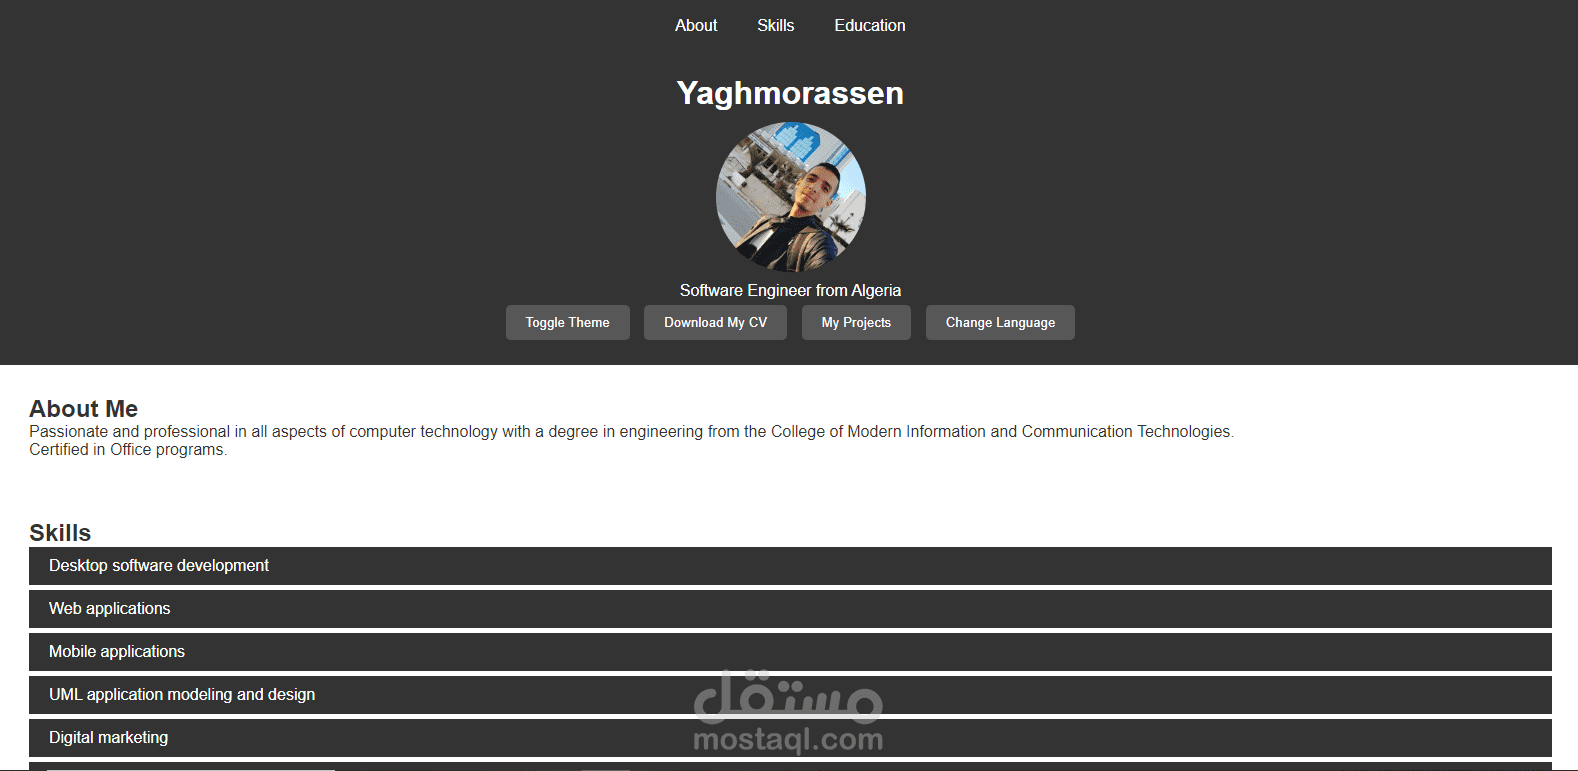 About Skills Education
Yaghmorassen
Software Engineer from Algeria
Toggle Theme Download My CV My Projects Change Language
About Me
Passionate and professional in all aspects of computer technology with a degree in engineering from the College of Modern Information and Communication Technologies.
Certified in Office programs.
Skills
Desktop software development
Web applications
Mobile applications
UML application modeling and design
Digital marketing
مستقل
mostaql.com